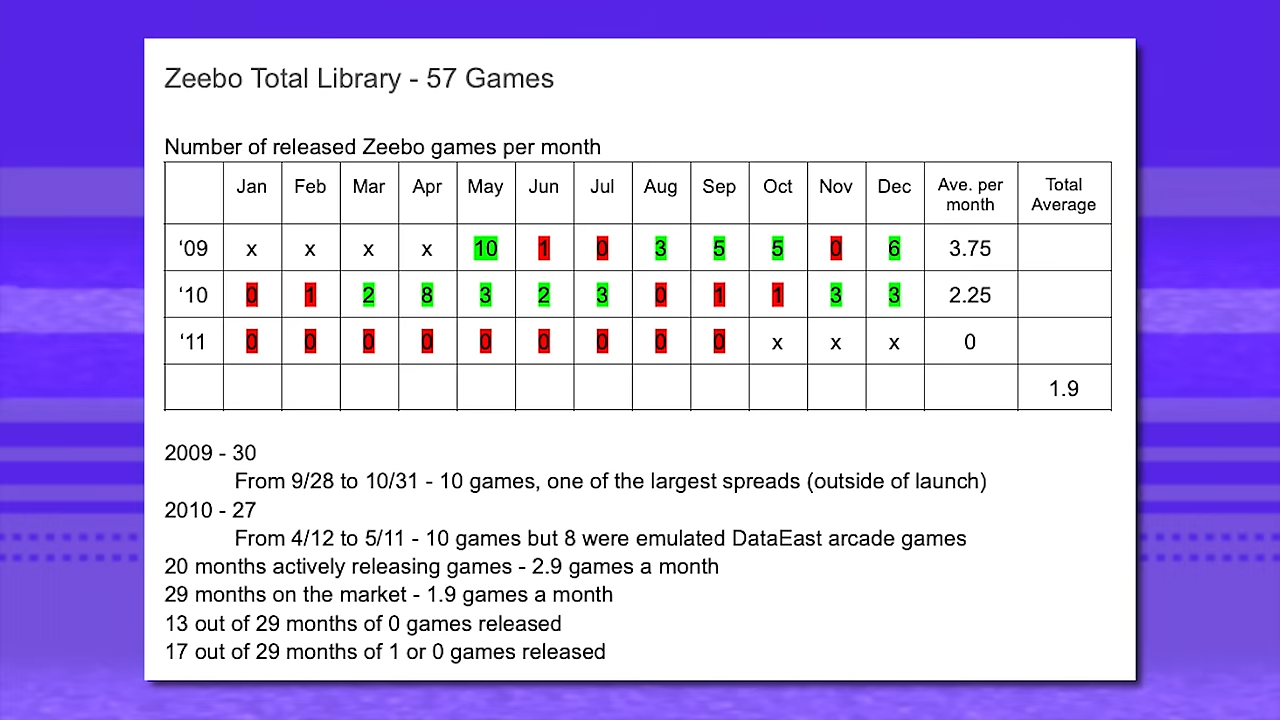 Zeebo Total Library - 57 Games
Number of released Zeebo games per month
Jan Feb Mar Apr May Jun Jul Aug Sep Oct Nov Dec Ave. per month Total Average
‘09 x x x x 10 1 0 3 5 5 0 6 3.75
‘10 0 1 2 8 3 2 3 0 1 1 3 3 2.25
‘11 0 0 0 0 0 0 0 0 0 x x x 0
1.9
2009 - 30
From 9/28 to 10/31 - 10 games, one of the largest spreads (outside of launch)
2010 - 27
From 4/12 to 5/11 - 10 games but 8 were emulated DataEast arcade games
20 months actively releasing games - 2.9 games a month
29 months on the market - 1.9 games a month
13 out of 29 months of 0 games released
17 out of 29 months of 1 or 0 games released